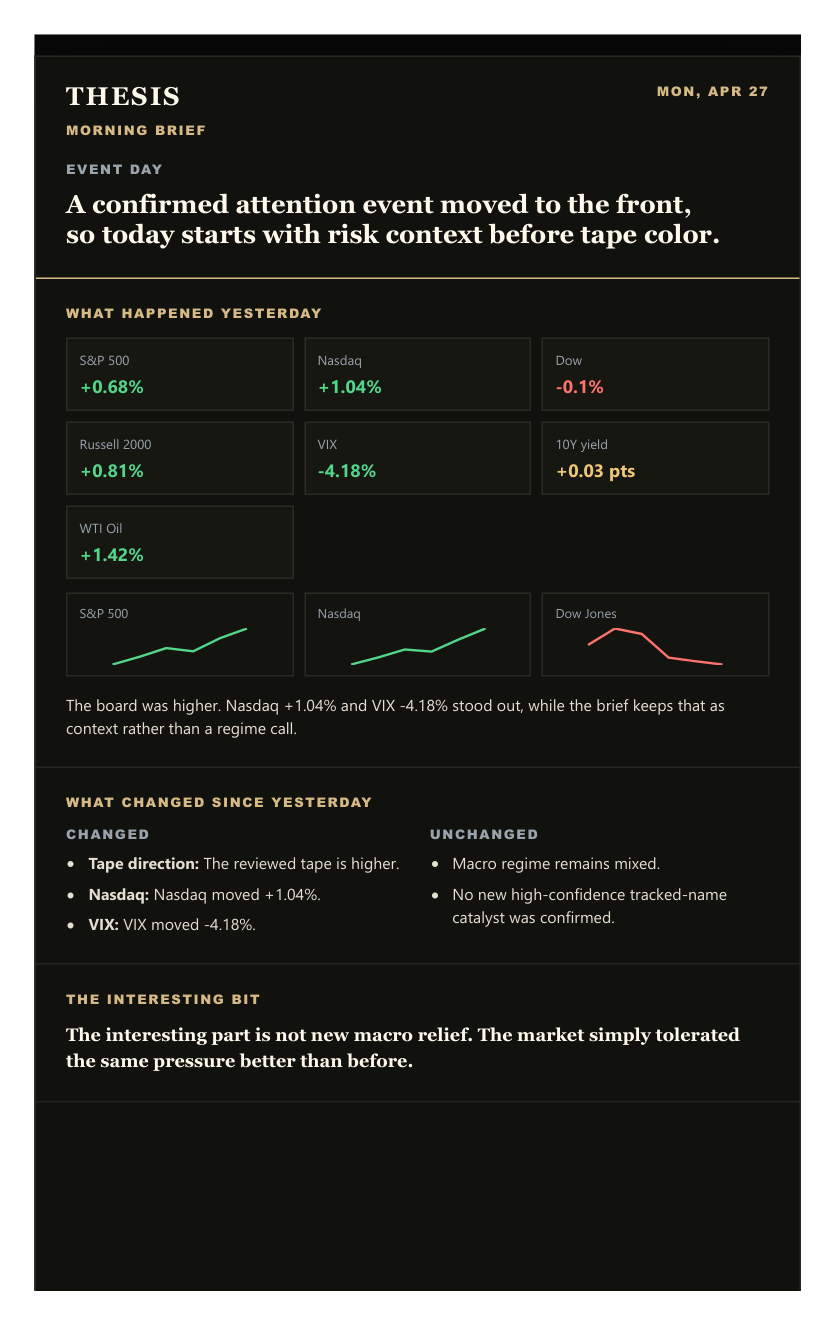 THESIS
MON, APR 27
MORNING BRIEF
EVENT DAY
A confirmed attention event moved to the front,
so today starts with risk context before tape color.
WHAT HAPPENED YESTERDAY
S&P 500
+0.68%
Nasdaq
+1.04%
Dow
-0.1%
Russell 2000
+0.81%
VIX
-4.18%
10Y yield
+0.03 pts
WTI Oil
+1.42%
S&P 500
Nasdaq
Dow Jones
The board was higher. Nasdaq +1.04% and VIX -4.18% stood out, while the brief keeps that as
context rather than a regime call.
WHAT CHANGED SINCE YESTERDAY
CHANGED
• Tape direction: The reviewed tape is higher.
• Nasdaq: Nasdaq moved +1.04%.
• VIX: VIX moved -4.18%.
UNCHANGED
• Macro regime remains mixed.
• No new high-confidence tracked-name
catalyst was confirmed.
THE INTERESTING BIT
The interesting part is not new macro relief. The market simply tolerated
the same pressure better than before.